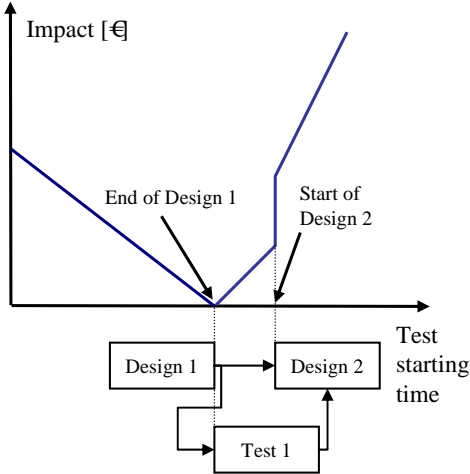 Impact [€]
End of Design 1
Start of
Design 2
Test
starting
time
Design 1
Design 2
Test 1